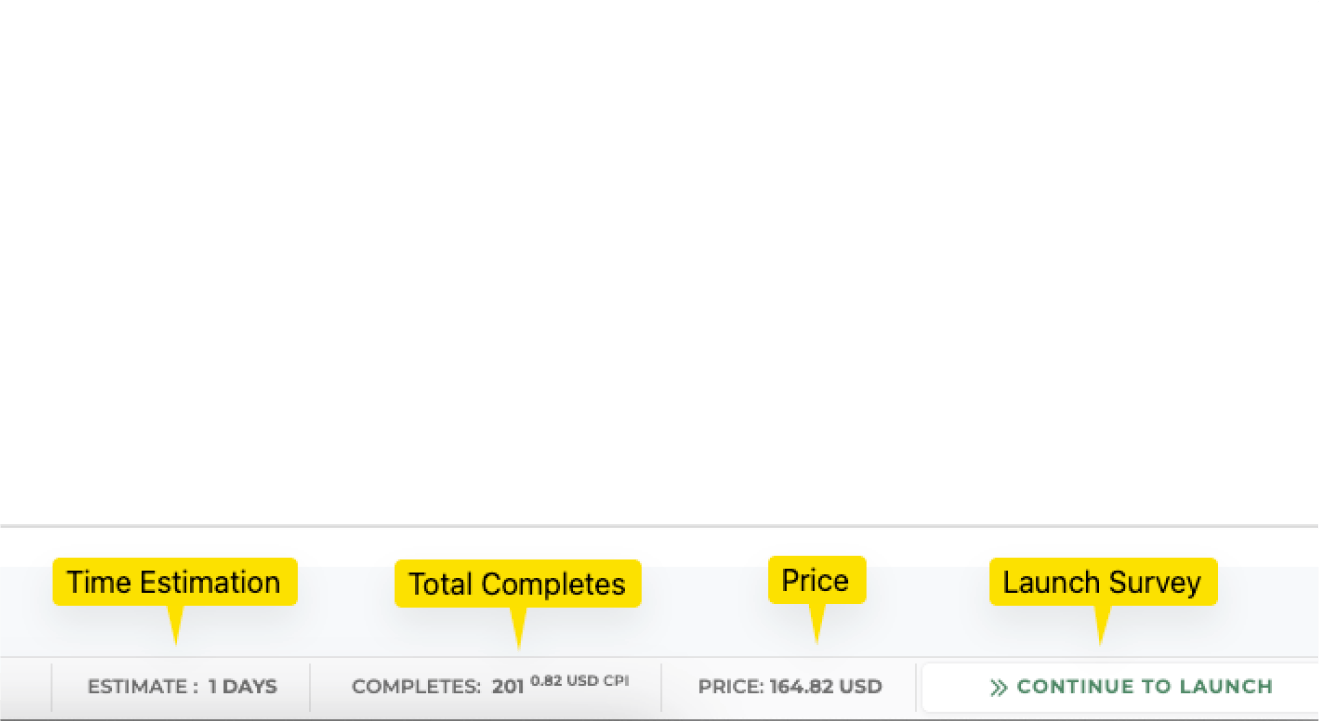 Time Estimation
Total Completes
Price
Launch Survey
ESTIMATE : 1 DAYS
COMPLETES: 201 0.82 USD CPI
PRICE: 164.82 USD
CONTINUE TO LAUNCH